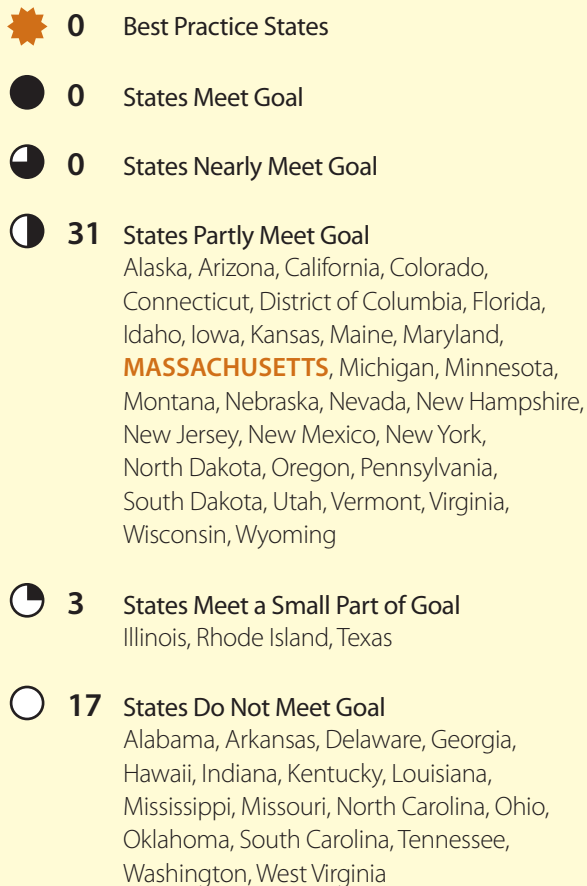 0 Best Practice States
0 States Meet Goal
0 States Nearly Meet Goal
31 States Partly Meet Goal
Alaska, Arizona, California, Colorado,
Connecticut, District of Columbia, Florida,
Idaho, Iowa, Kansas, Maine, Maryland,
MASSACHUSETTS, Michigan, Minnesota,
Montana, Nebraska, Nevada, New Hampshire,
New Jersey, New Mexico, New York,
North Dakota, Oregon, Pennsylvania,
South Dakota, Utah, Vermont, Virginia,
Wisconsin, Wyoming
3 States Meet a Small Part of Goal
Illinois, Rhode Island, Texas
17 States Do Not Meet Goal
Alabama, Arkansas, Delaware, Georgia,
Hawaii, Indiana, Kentucky, Louisiana,
Mississippi, Missouri, North Carolina, Ohio,
Oklahoma, South Carolina, Tennessee,
Washington, West Virginia